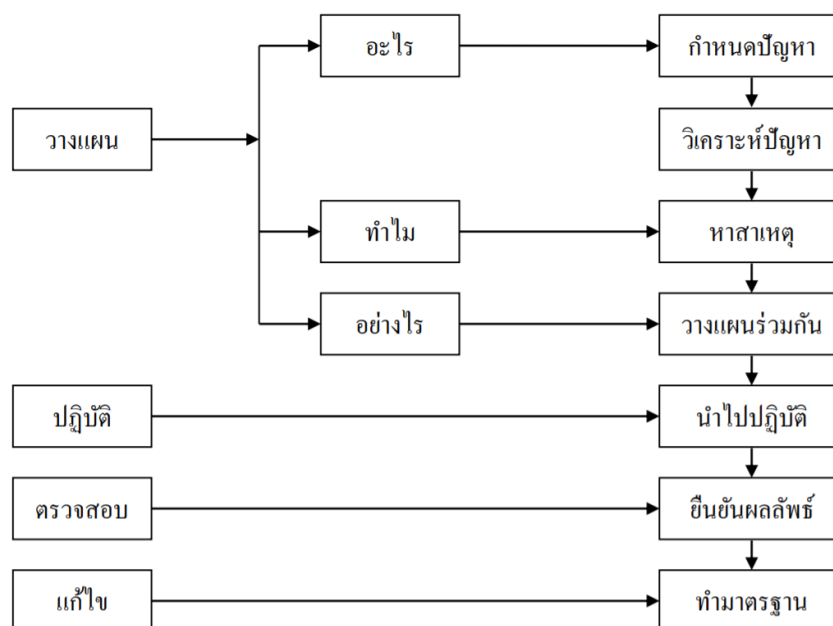 อะไร
กำหนดปัญหา
วางแผน
วิเคราะห์ปัญหา
ทำไม
หาสาเหตุ
อย่างไร
วางแผนร่วมกัน
ปฏิบัติ
นำไปปฏิบัติ
ตรวจสอบ
ยืนยันผลลัพธ์
แก้ไข
ทำมาตรฐาน